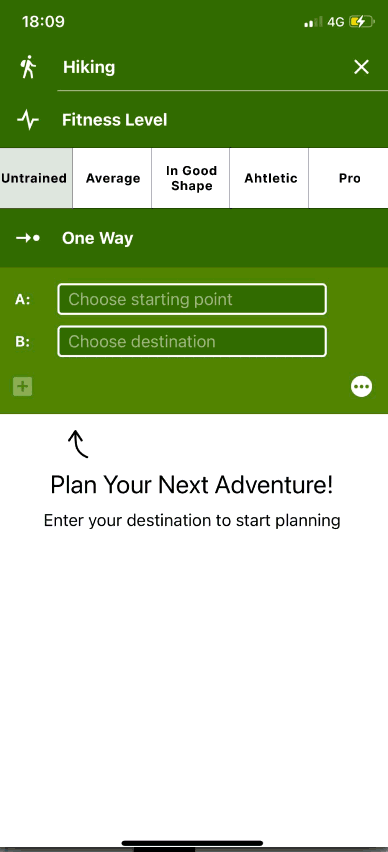 18:09
4G
Hiking
Fitness Level
Untrained
Average
In Good
Shape
Ahtletic
Pro
One Way
A:
Choose starting point
B:
Choose destination
Plan Your Next Adventure!
Enter your destination to start planning